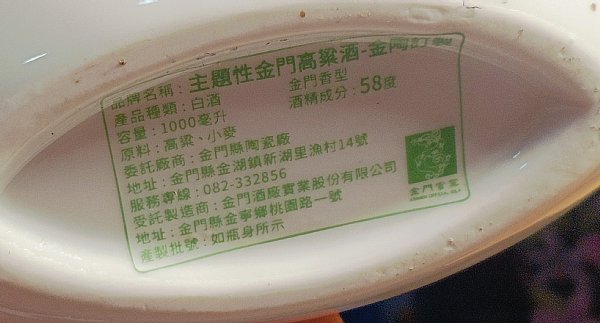 品牌名稱：主題性金門高粱酒-金陶訂製
產品種類：白酒 金門香型
容量：1000毫升 酒精成分：58度
原料：高粱、小麥
委託廠商：金門縣陶瓷廠
地址：金門縣金湖鎮新湖里漁村14號
服務專線：082-332856
受託製造商：金門酒廠實業股份有限公司
地址：金門縣金寧鄉桃園路一號
產製批號：如瓶身所示